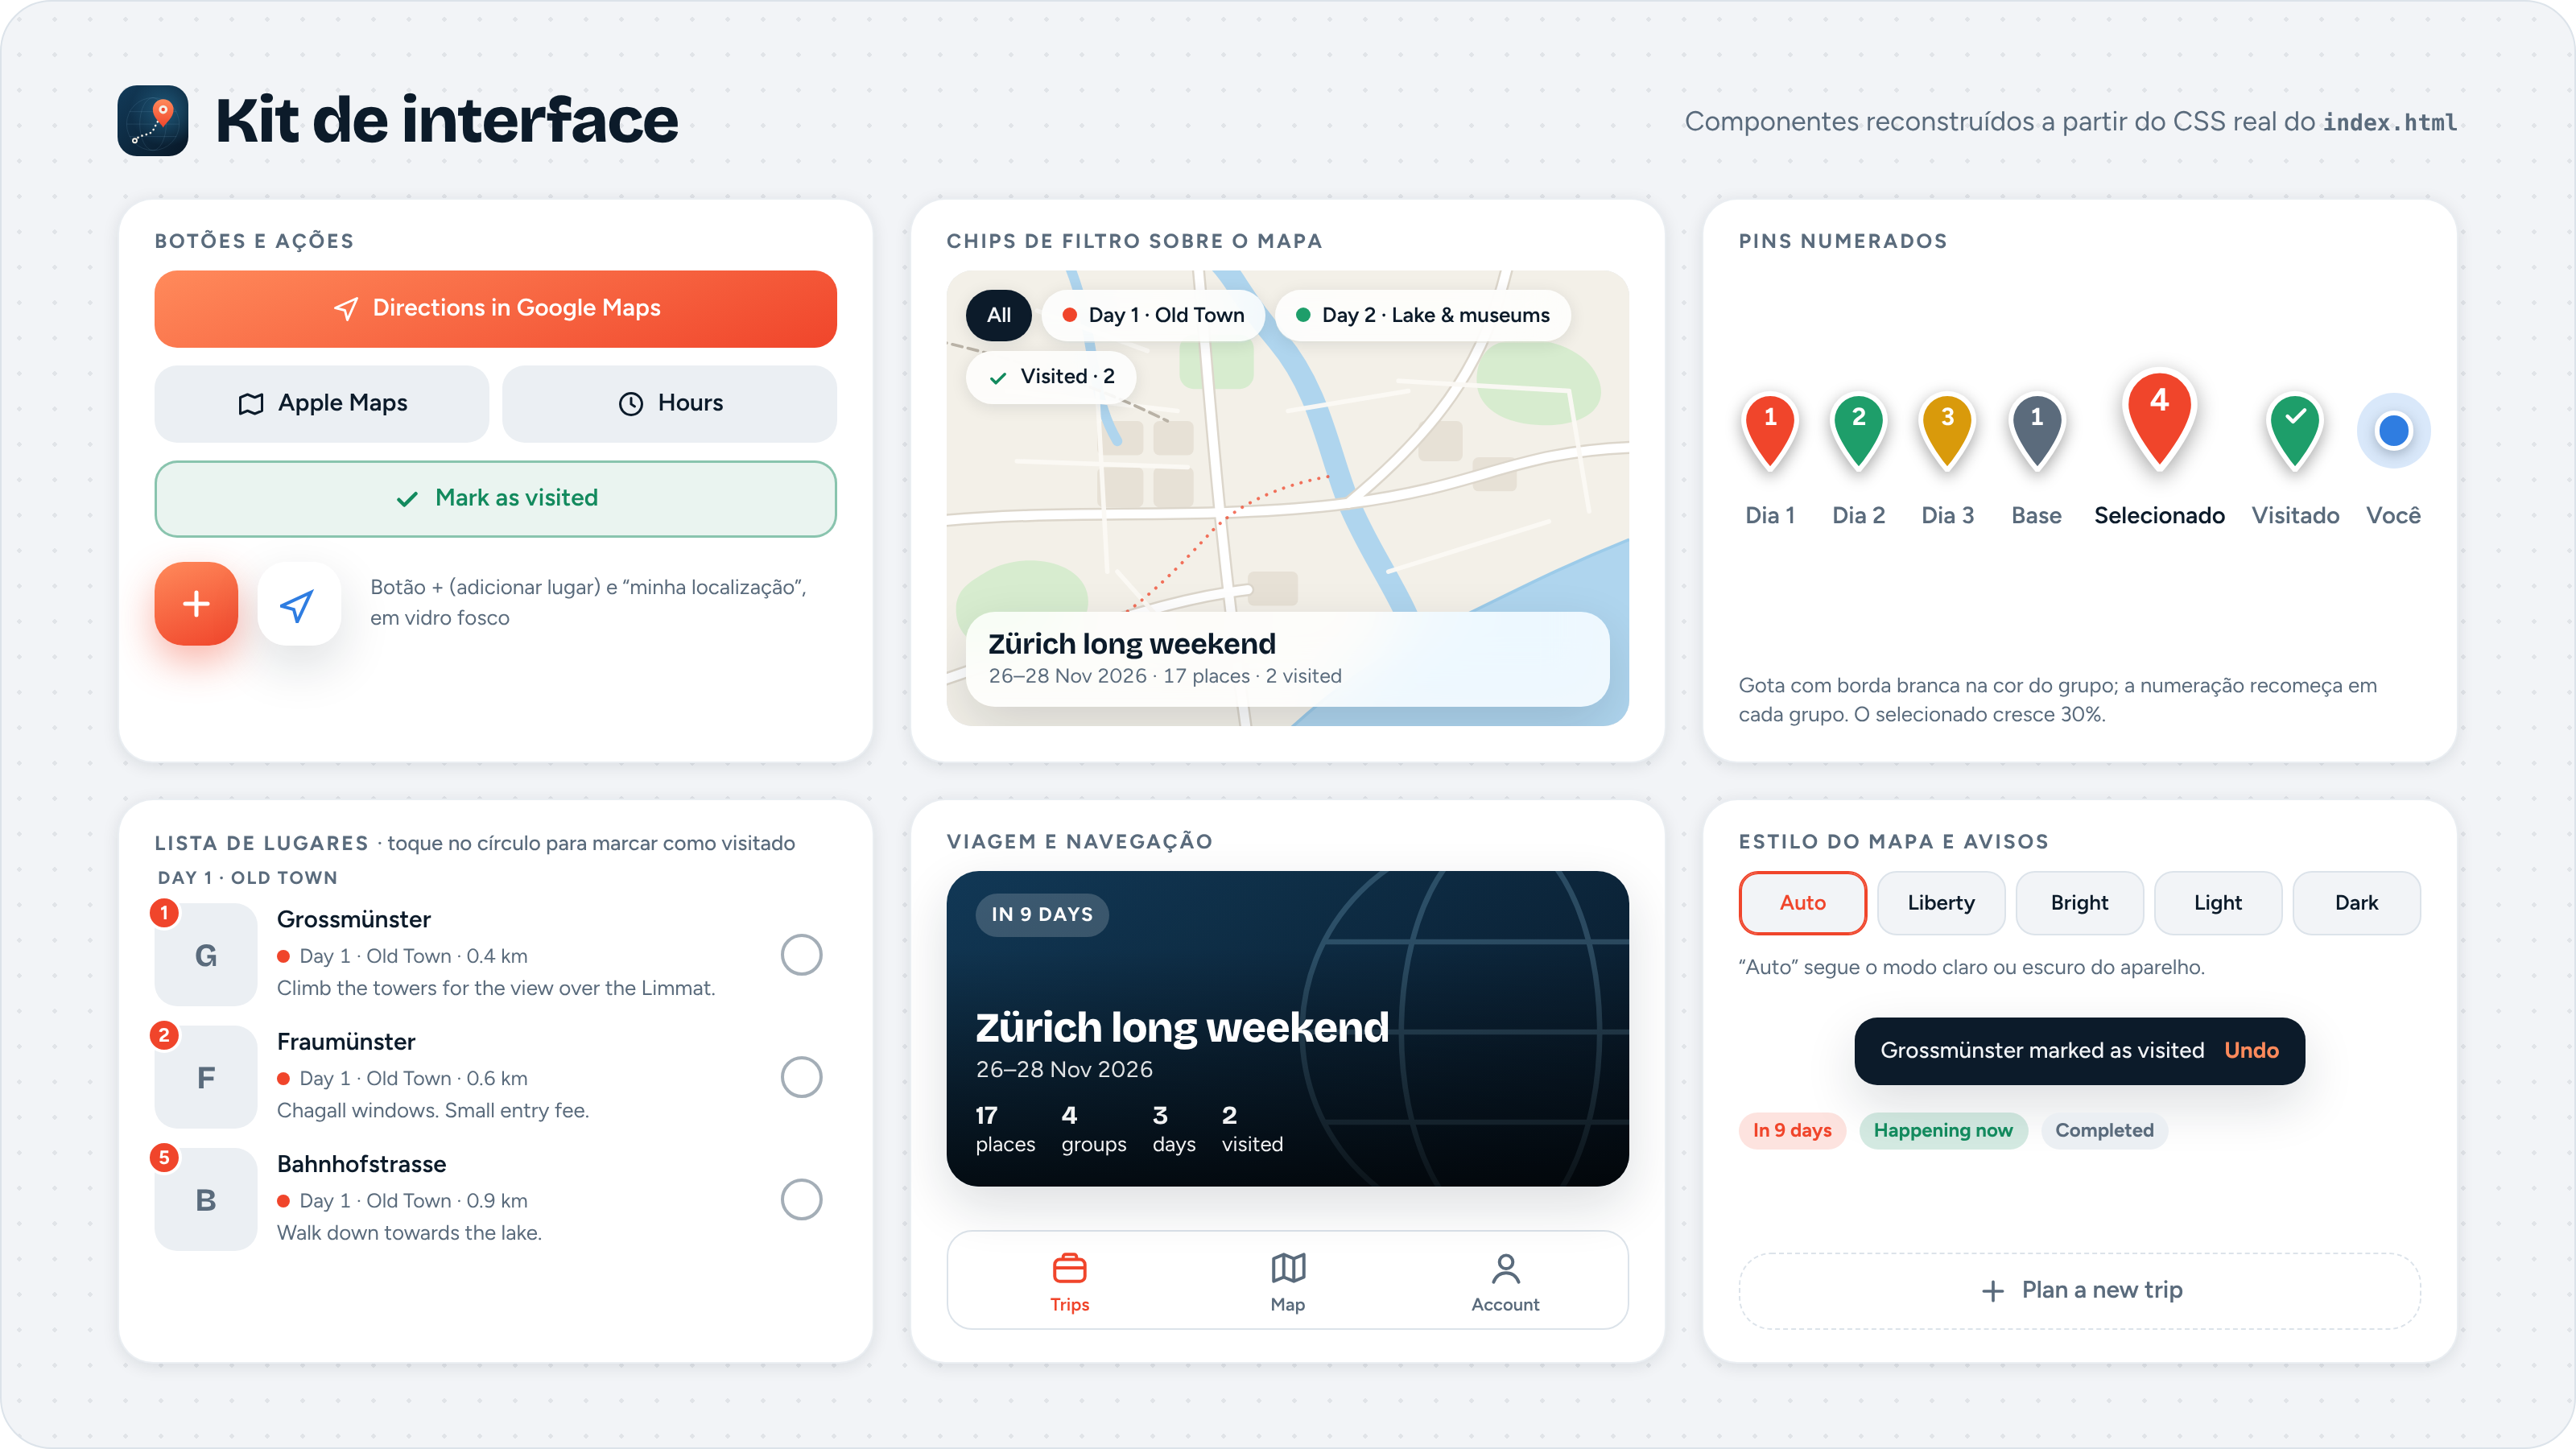 Kit de interface
Componentes reconstruídos a partir do CSS real do index.html
BOTÕES E AÇÕES
Directions in Google Maps
Apple Maps
Hours
Mark as visited
Botão + (adicionar lugar) e “minha localização”,
em vidro fosco
CHIPS DE FILTRO SOBRE O MAPA
All
Day 1 · Old Town
Day 2 · Lake & museums
Visited · 2
Zürich long weekend
26–28 Nov 2026 · 17 places · 2 visited
PINS NUMERADOS
1
2
3
1
4
Dia 1
Dia 2
Dia 3
Base
Selecionado
Visitado
Você
Gota com borda branca na cor do grupo; a numeração recomeça em
cada grupo. O selecionado cresce 30%.
LISTA DE LUGARES · toque no círculo para marcar como visitado
DAY 1 · OLD TOWN
1
G
Grossmünster
Day 1 · Old Town · 0.4 km
Climb the towers for the view over the Limmat.
2
F
Fraumünster
Day 1 · Old Town · 0.6 km
Chagall windows. Small entry fee.
5
B
Bahnhofstrasse
Day 1 · Old Town · 0.9 km
Walk down towards the lake.
VIAGEM E NAVEGAÇÃO
IN 9 DAYS
Zürich long weekend
26–28 Nov 2026
17 4 3 2
places groups days visited
Trips
Map
Account
ESTILO DO MAPA E AVISOS
Auto
Liberty
Bright
Light
Dark
“Auto” segue o modo claro ou escuro do aparelho.
Grossmünster marked as visited Undo
In 9 days
Happening now
Completed
Plan a new trip